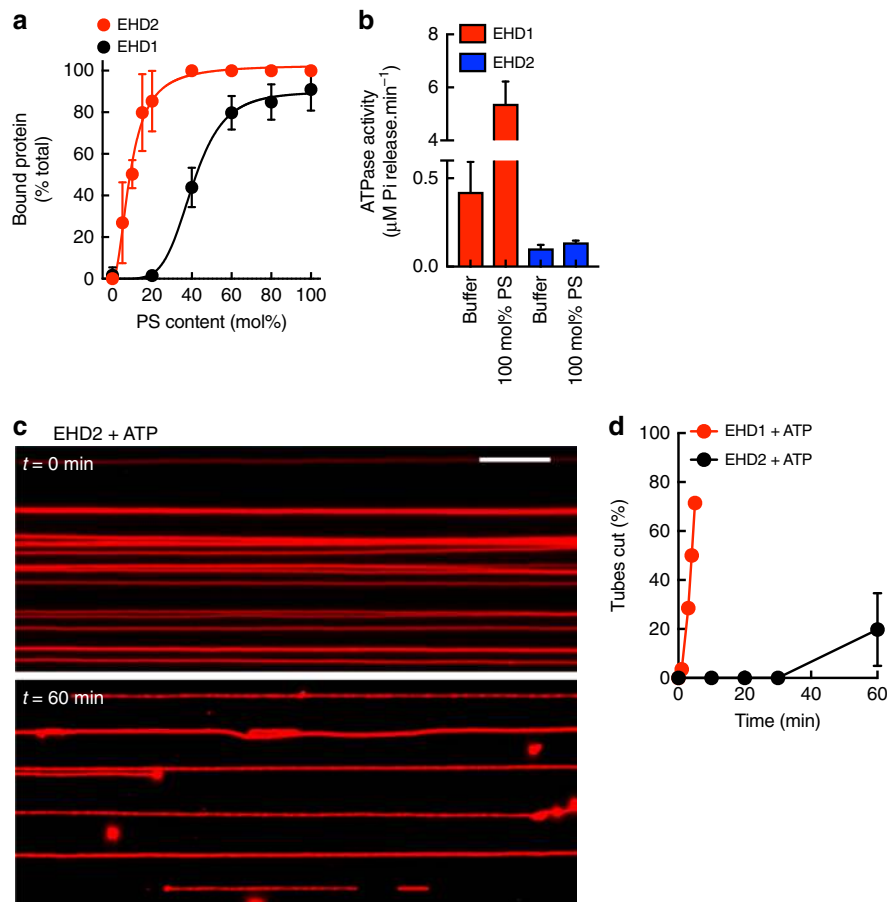 a
EHD2
EHD1
100
80
60
40
20
0
Bound protein
(% total)
0 20 40 60 80 100
PS content (mol%)
b
EHD1
EHD2
8
6
4
0.5
0.0
ATPase activity
(μM Pi release.min−1)
Buffer
100 mol% PS
Buffer
100 mol% PS
c
EHD2 + ATP
t = 0 min
t = 60 min
d
EHD1 + ATP
EHD2 + ATP
100
80
60
40
20
0
Tubes cut (%)
0 20 40 60
Time (min)